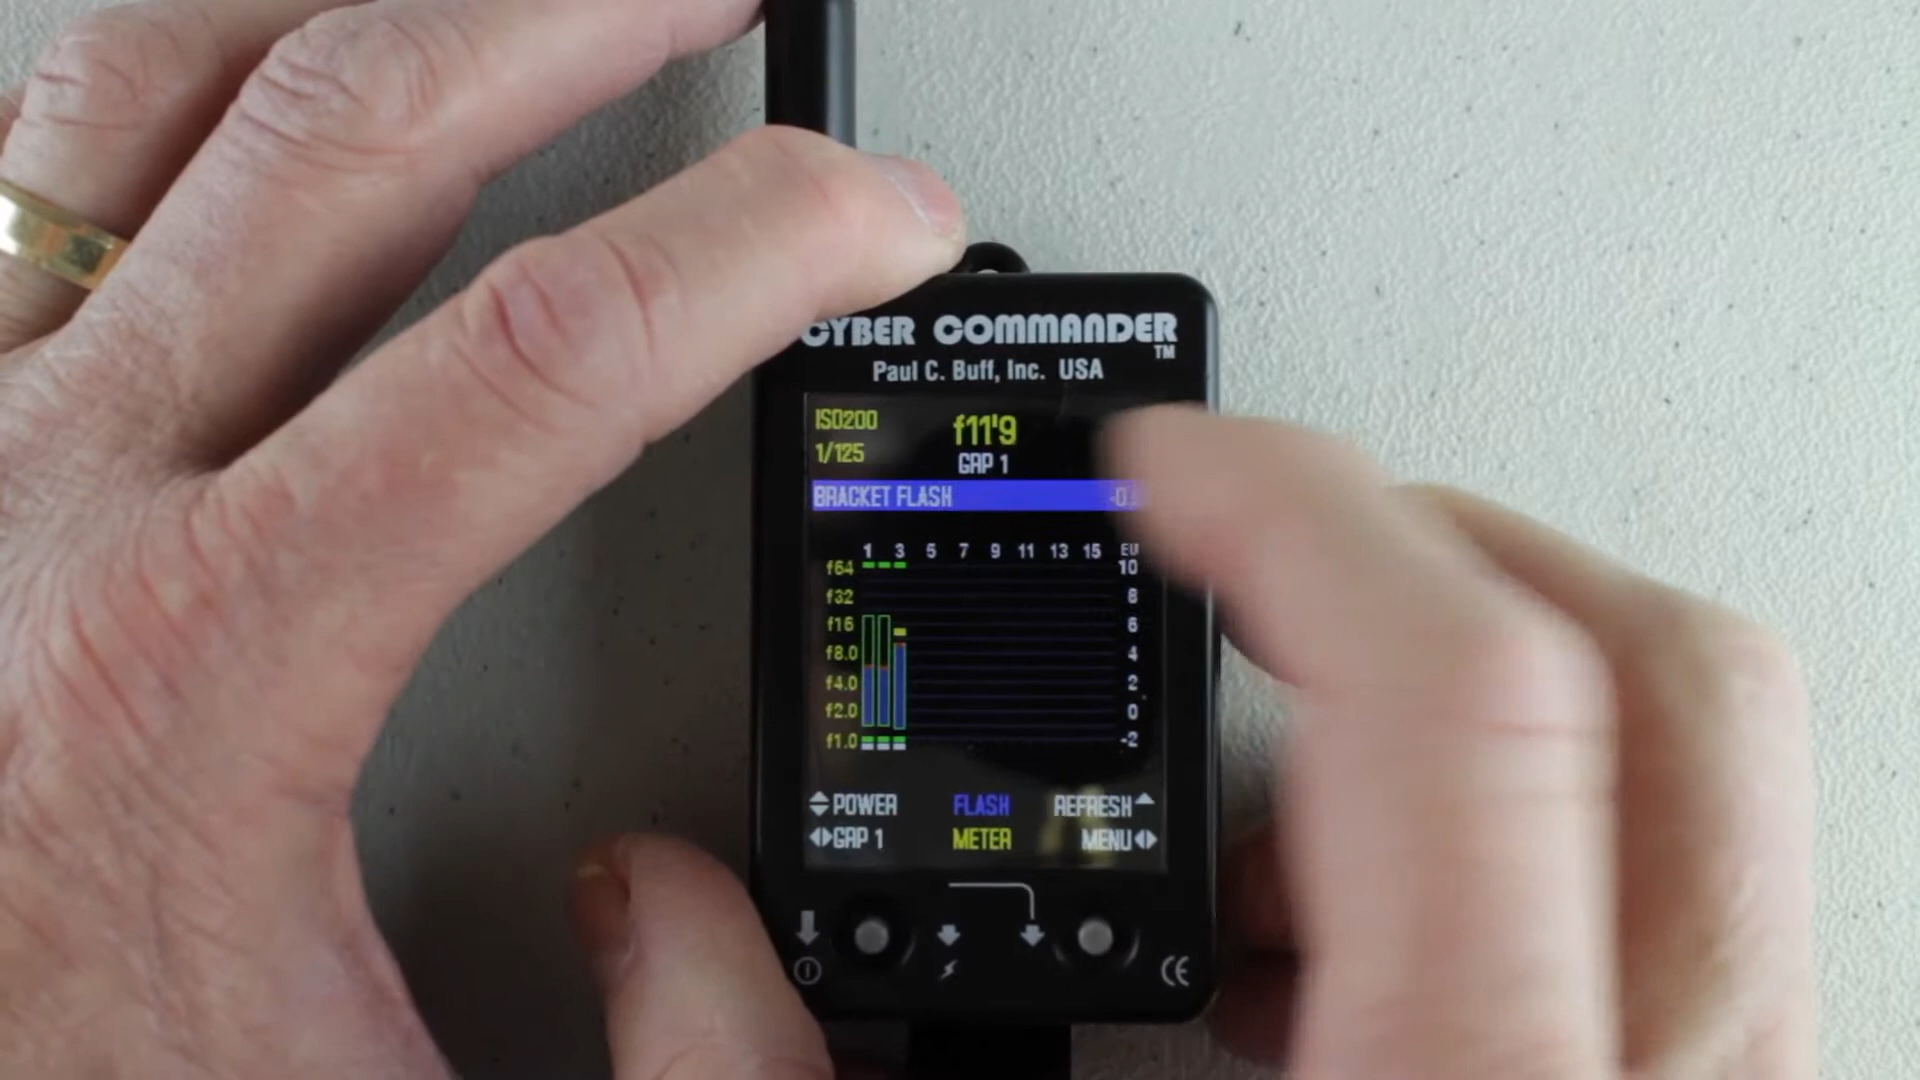 CYBER COMMANDER
TM
Paul C. Buff, Inc. USA
ISO200 f11'9
1/125 GRP 1
BRACKET FLASH
1 3 5 7 9 11 13 15 EV
f64 10
f32 8
f16 6
f8.0 4
f4.0 2
f2.0 0
f1.0 -2
POWER FLASH REFRESH
GRP 1 METER MENU
CE